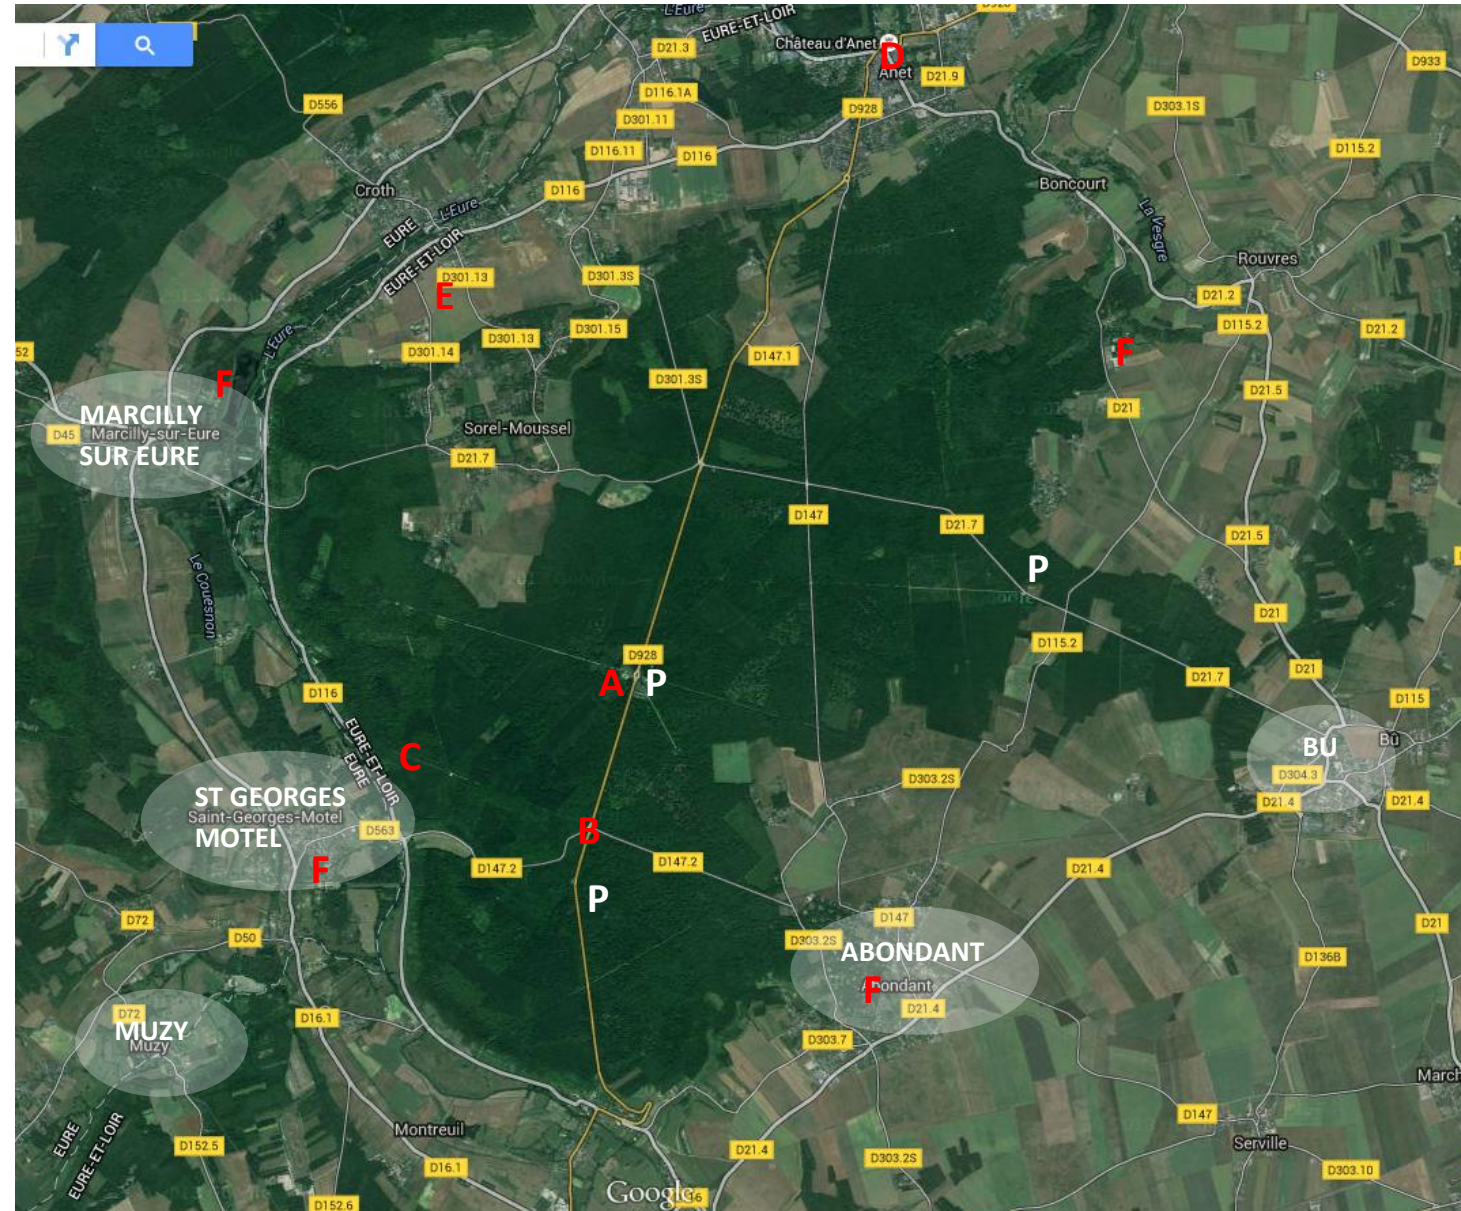 L'Eure
EURE-ET-LOIR
D21.3
Château d'Anet
D
Anet
D21.9
D933
D556
D116.1A
D928
D303.1S
D301.11
D116.11
D116
D115.2
Croth
D116
Boncourt
L'Eure
EURE
EURE-ET-LOIR
La Vesgre
Rouvres
D301.13
E
D301.3S
D21.2
D115.2
D21.2
L'Eure
D301.13
D301.15
52
D301.14
D147.1
F
F
D301.3S
D21.5
MARCILLY
D21
D45
Marcilly-sur-Eure
Sorel-Moussel
SUR EURE
D21.7
D147
D21.7
D21.5
P
Le Couesnon
D21
D115.2
D928
A
P
D21
D21.7
D116
D115
EURE-ET-LOIR
EURE
C
BU
Bû
D304.3
D303.2S
ST GEORGES
D21.4
D21.4
Saint-Georges-Motel
MOTEL
D563
B
F
D147.2
D147.2
D21.4
P
D72
D147
D21
D50
D303.2S
ABONDANT
D136B
F
Abondant
D72
D21.4
MUZY
D16.1
Muzy
D303.7
March
D147
EURE
EURE-ET-LOIR
Montreuil
D152.5
D21.4
Serville
D303.2S
D16.1
D303.10
Google
D152.6